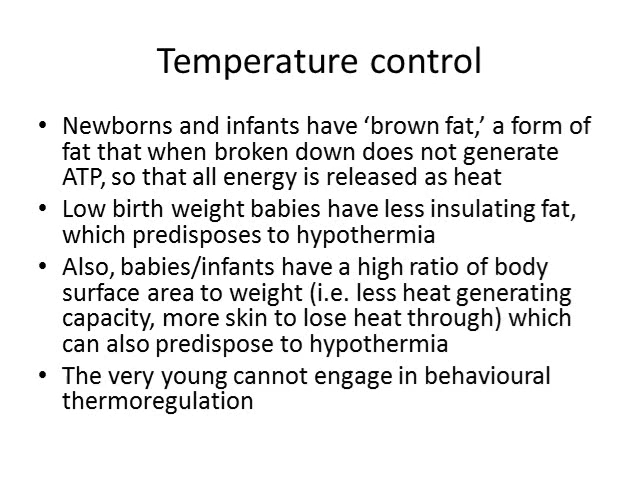 Temperature control
• Newborns and infants have ‘brown fat,’ a form of
fat that when broken down does not generate
ATP, so that all energy is released as heat
• Low birth weight babies have less insulating fat,
which predisposes to hypothermia
• Also, babies/infants have a high ratio of body
surface area to weight (i.e. less heat generating
capacity, more skin to lose heat through) which
can also predispose to hypothermia
• The very young cannot engage in behavioural
thermoregulation